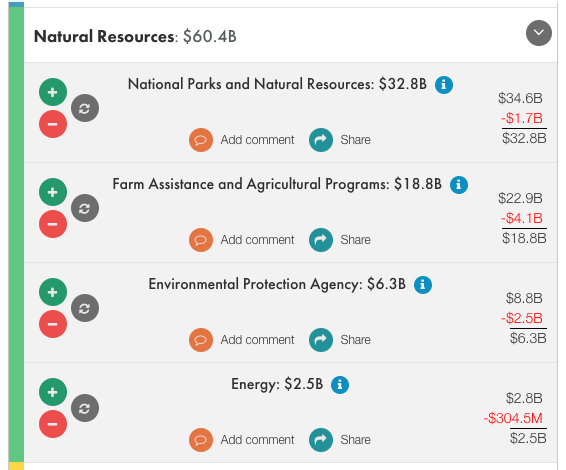 Natural Resources: $60.4B
National Parks and Natural Resources: $32.8B
$34.6B
-$1.7B
Add comment Share
$32.8B
Farm Assistance and Agricultural Programs: $18.8B
$22.9B
-$4.1B
Add comment Share
$18.8B
Environmental Protection Agency: $6.3B
$8.8B
-$2.5B
Add comment Share
$6.3B
Energy: $2.5B
$2.8B
-$304.5M
Add comment Share
$2.5B